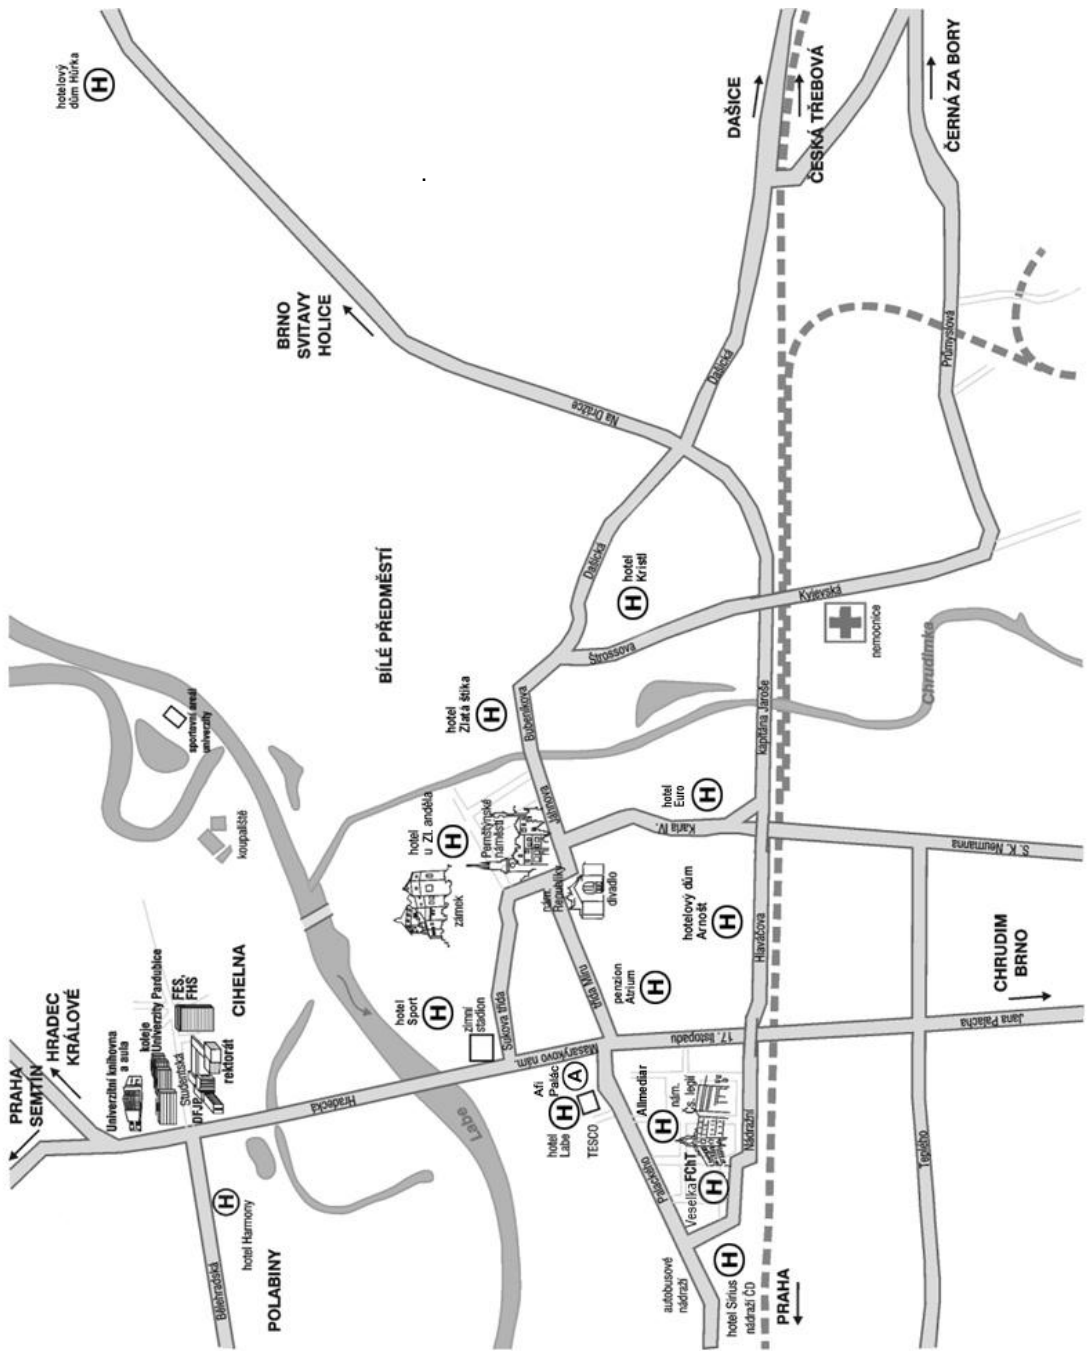 PRAHA
SEMTÍN
HRADEC
KRÁLOVÉ
Univerzitní knihovna
a aula
koleje
Univerzity Pardubice
Studentská
FES,
FHS
DFJP
rektorát
CIHELNA
Hradecká
Bělehradská
hotel Harmony
H
POLABINY
Labe
koupaliště
sportovní areál
univerzity
hotel
Sport
H
zimní
stadion
Sukova třída
zámek
hotel
u Zl. anděla
H
Pernštýnské
náměstí
nám.
Republiky
divadlo
Jahnova
hotel
Zlatá štika
H
Bubeníkova
BÍLÉ PŘEDMĚSTÍ
Štrossova
hotel
Kristl
H
Dašická
Dašická
Na Drážce
BRNO
SVITAVY
HOLICE
hotelový
dům Hůrka
H
DAŠICE
ČESKÁ TŘEBOVÁ
ČERNÁ ZA BORY
Průmyslová
Kyjevská
nemocnice
Chrudimka
kapitána Jaroše
hotel
Euro
H
Karla IV.
S. K. Neumanna
hotelový dům
Arnošt
H
Hlaváčova
penzion
Atrium
H
třída Míru
17. listopadu
Masarykovo nám.
Afi
Palác
A
hotel
Labe
H
TESCO
Palackého
Allmediar
H
nám.
Čs. legií
Veselka
FChT
H
Nádražní
autobusové
nádraží
hotel Sirius
H
nádraží ČD
PRAHA
Teplého
Jana Palacha
CHRUDIM
BRNO